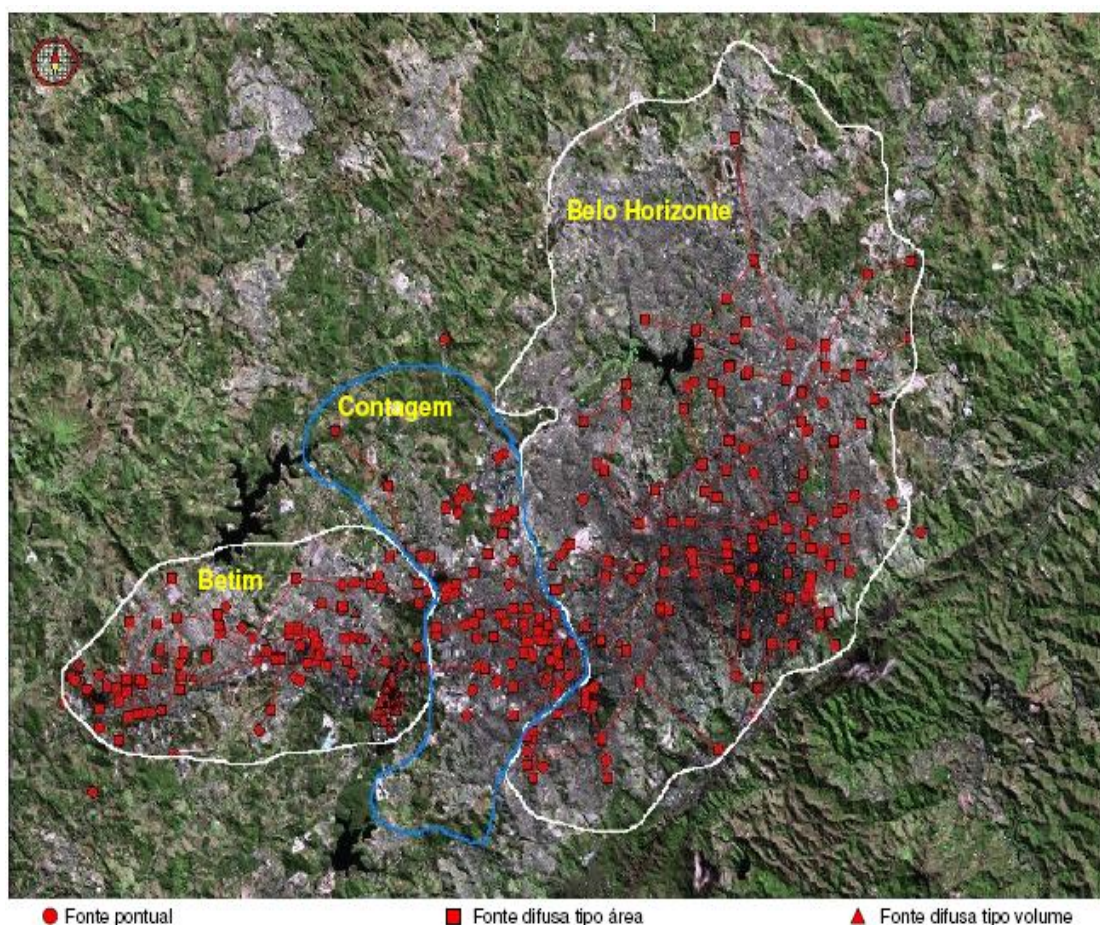 Belo Horizonte
Contagem
Betim
Fonte pontual
Fonte difusa tipo área
Fonte difusa tipo volume